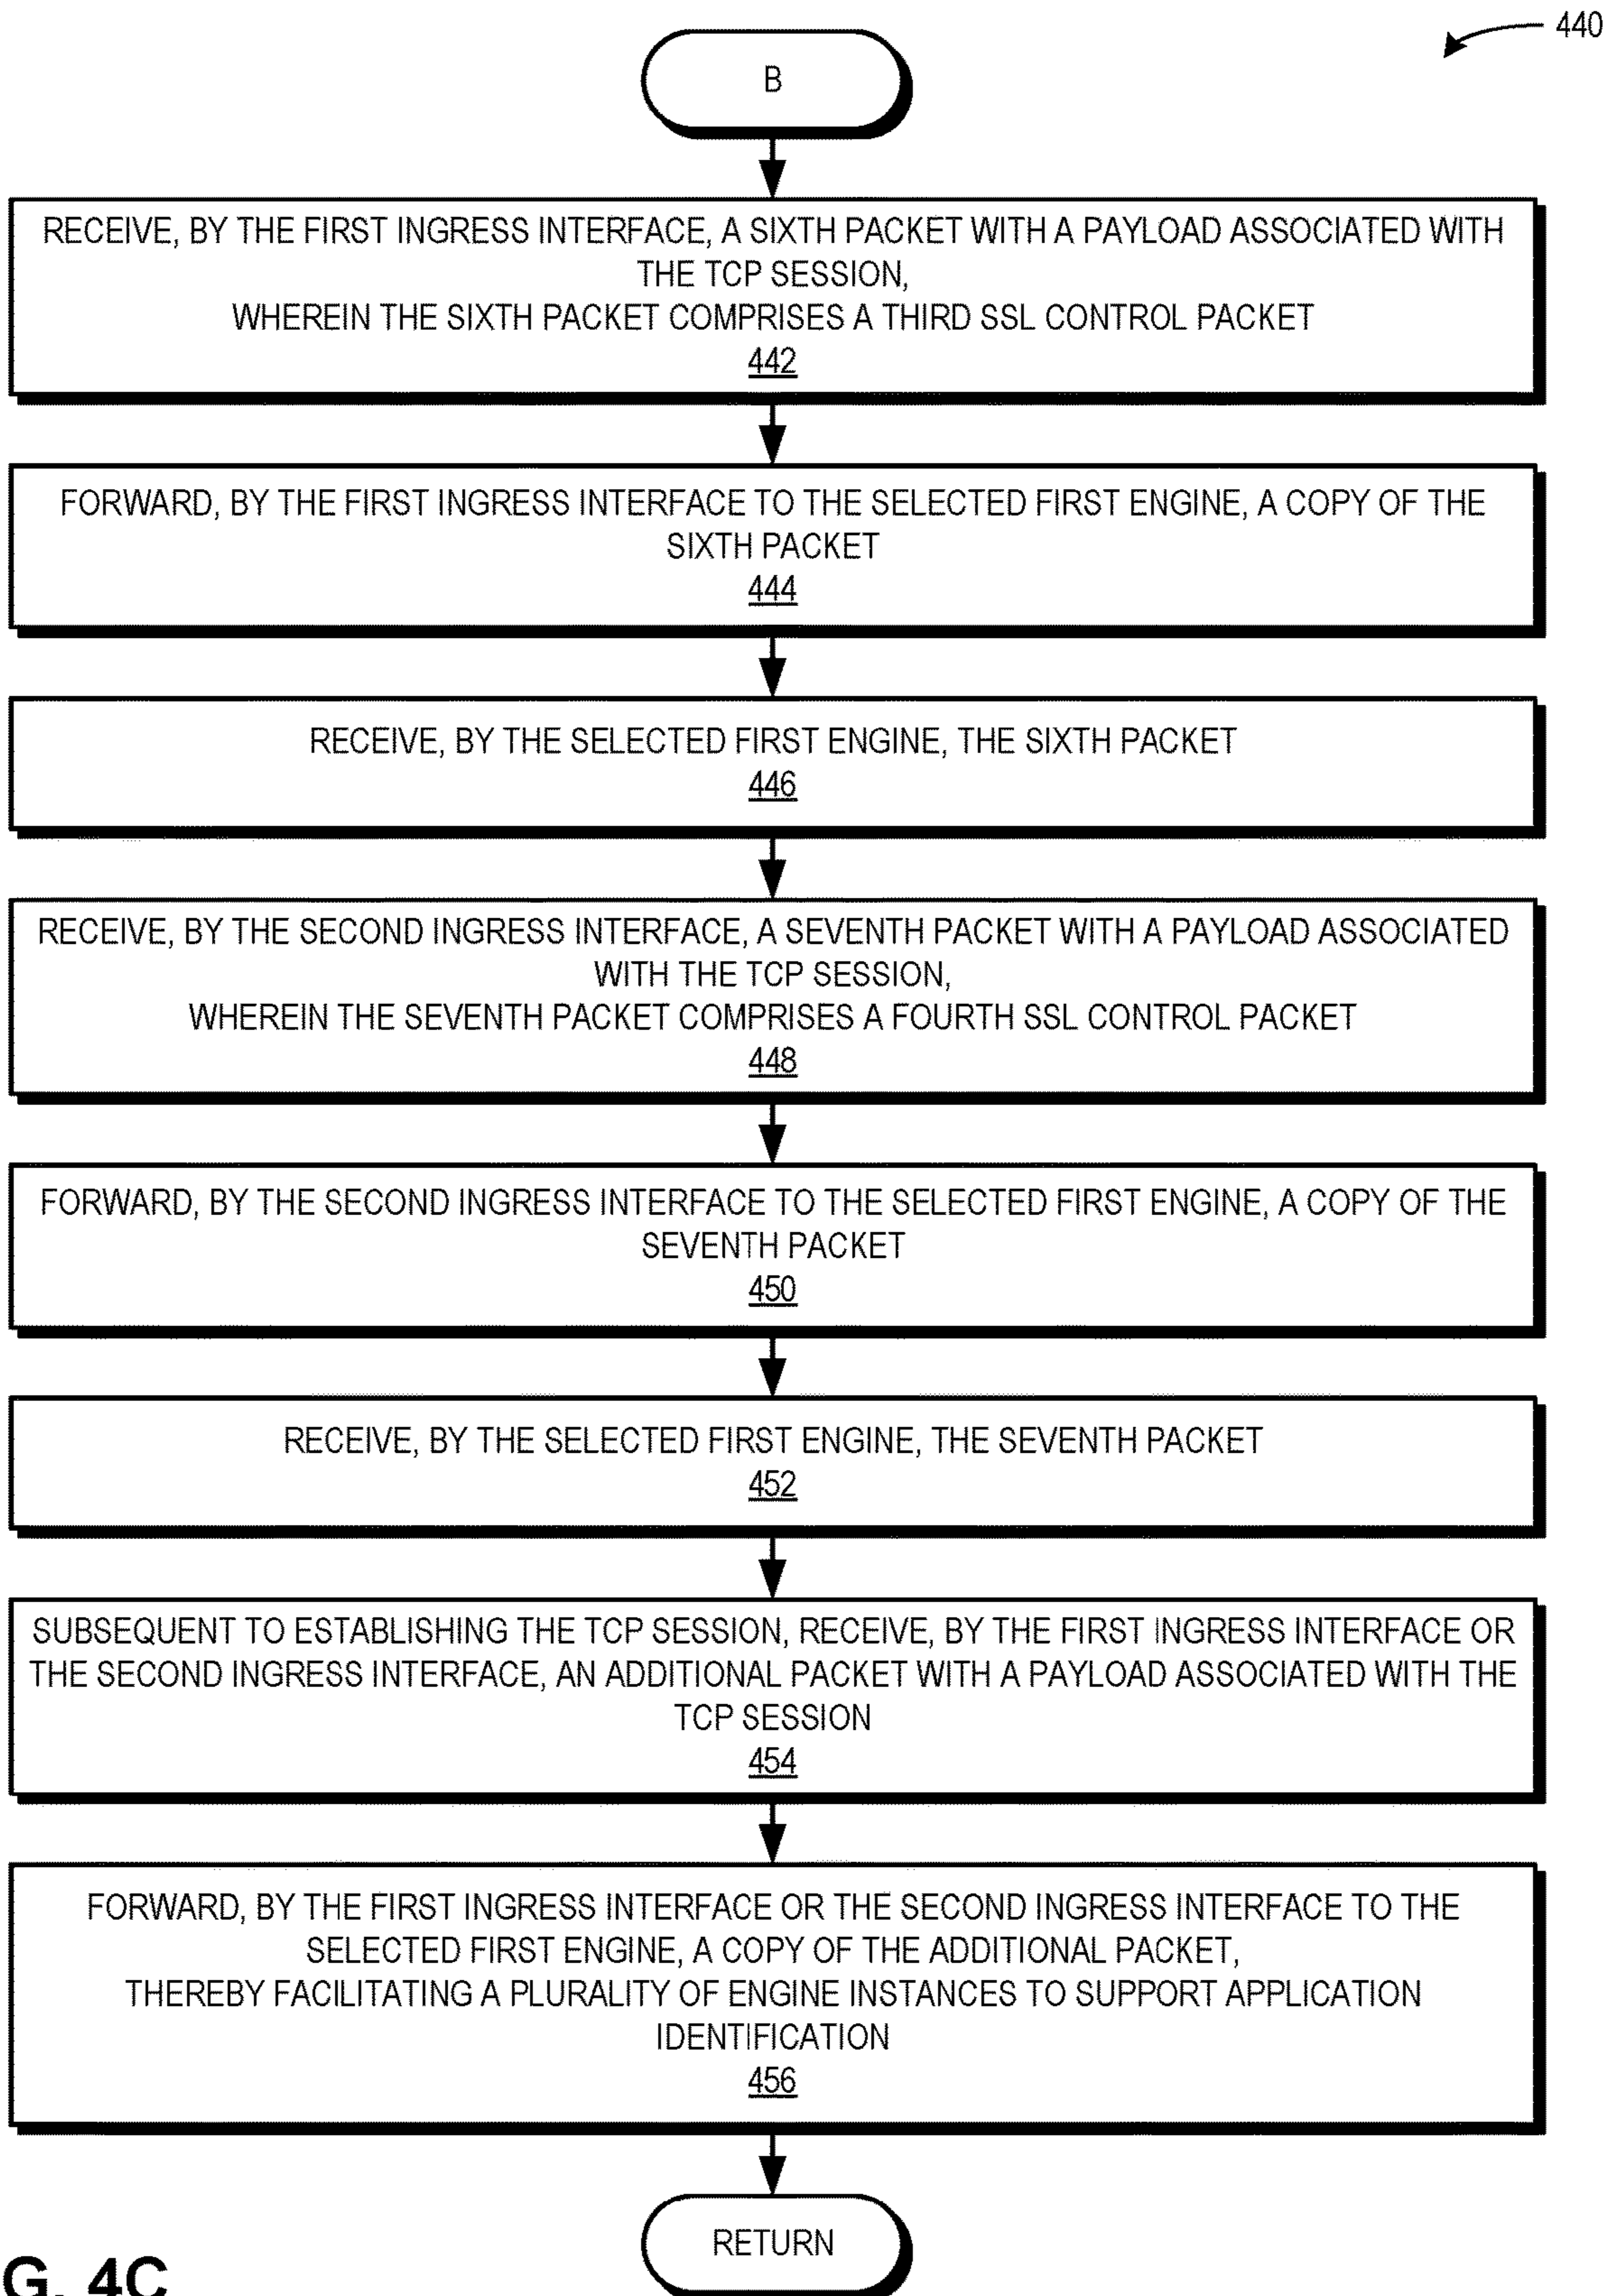 440
B
RECEIVE, BY THE FIRST INGRESS INTERFACE, A SIXTH PACKET WITH A PAYLOAD ASSOCIATED WITH
THE TCP SESSION,
WHEREIN THE SIXTH PACKET COMPRISES A THIRD SSL CONTROL PACKET
442
FORWARD, BY THE FIRST INGRESS INTERFACE TO THE SELECTED FIRST ENGINE, A COPY OF THE
SIXTH PACKET
444
RECEIVE, BY THE SELECTED FIRST ENGINE, THE SIXTH PACKET
446
RECEIVE, BY THE SECOND INGRESS INTERFACE, A SEVENTH PACKET WITH A PAYLOAD ASSOCIATED
WITH THE TCP SESSION,
WHEREIN THE SEVENTH PACKET COMPRISES A FOURTH SSL CONTROL PACKET
448
FORWARD, BY THE SECOND INGRESS INTERFACE TO THE SELECTED FIRST ENGINE, A COPY OF THE
SEVENTH PACKET
450
RECEIVE, BY THE SELECTED FIRST ENGINE, THE SEVENTH PACKET
452
SUBSEQUENT TO ESTABLISHING THE TCP SESSION, RECEIVE, BY THE FIRST INGRESS INTERFACE OR
THE SECOND INGRESS INTERFACE, AN ADDITIONAL PACKET WITH A PAYLOAD ASSOCIATED WITH THE
TCP SESSION
454
FORWARD, BY THE FIRST INGRESS INTERFACE OR THE SECOND INGRESS INTERFACE TO THE
SELECTED FIRST ENGINE, A COPY OF THE ADDITIONAL PACKET,
THEREBY FACILITATING A PLURALITY OF ENGINE INSTANCES TO SUPPORT APPLICATION
IDENTIFICATION
456
RETURN
G. 4C